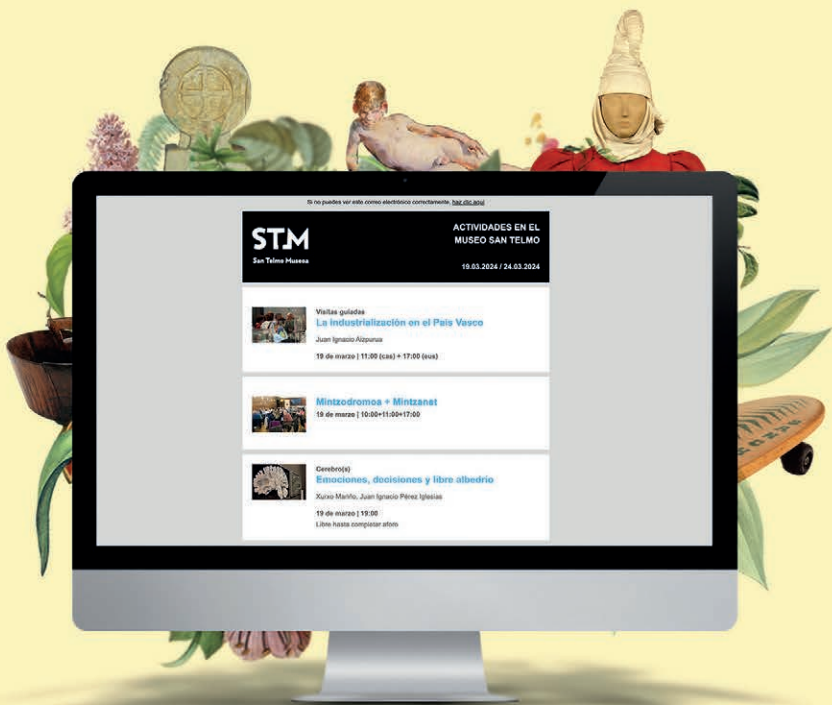 Si no puedes ver este correo electrónico correctamente, haz clic aquí
STM
San Telmo Museoa
ACTIVIDADES EN EL
MUSEO SAN TELMO
19.03.2024 / 24.03.2024
Visitas guiadas
La industrialización en el País Vasco
Juan Ignacio Aizpurua
19 de marzo | 11:00 (cas) + 17:00 (eus)
Mintzodromoa + Mintzanet
19 de marzo | 10:00+11:00+17:00
Cerebro(s)
Emociones, decisiones y libre albedrío
Xurxo Mariño, Juan Ignacio Pérez Iglesias
19 de marzo | 19:00
Libre hasta completar aforo